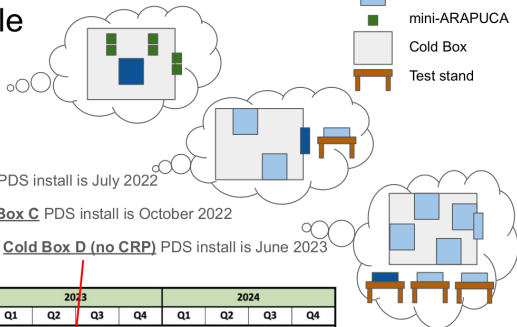 le
mini-ARAPUCA
Cold Box
Test stand
PDS install is July 2022
Box C PDS install is October 2022
Cold Box D (no CRP) PDS install is June 2023
2023 2024
Q1 Q2 Q3 Q4 Q1 Q2 Q3 Q4